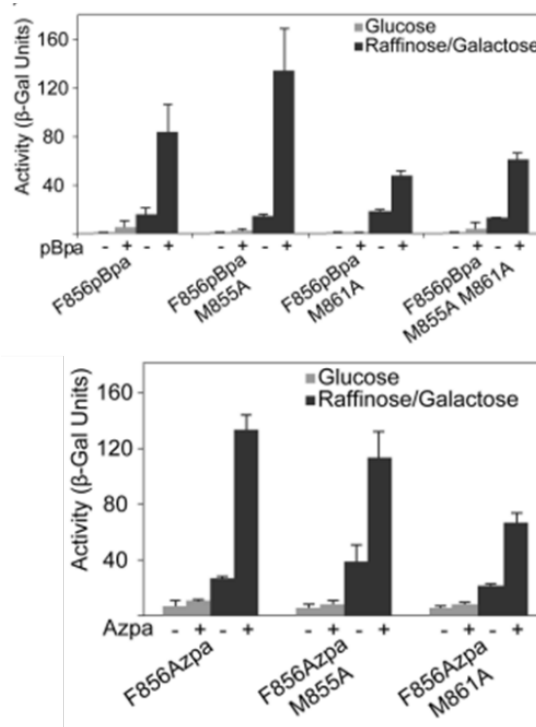 Activity (β-Gal Units)
160
120
80
40
Glucose
Raffinose/Galactose
pBpa - + - + - + - + - + - + - + - +
F856pBpa
F856pBpa
M855A
F856pBpa
M861A
F856pBpa
M855A M861A
Activity (β-Gal Units)
160
120
80
40
Glucose
Raffinose/Galactose
Azpa - + - + - + - + - + - +
F856Azpa
F856Azpa
M855A
F856Azpa
M861A